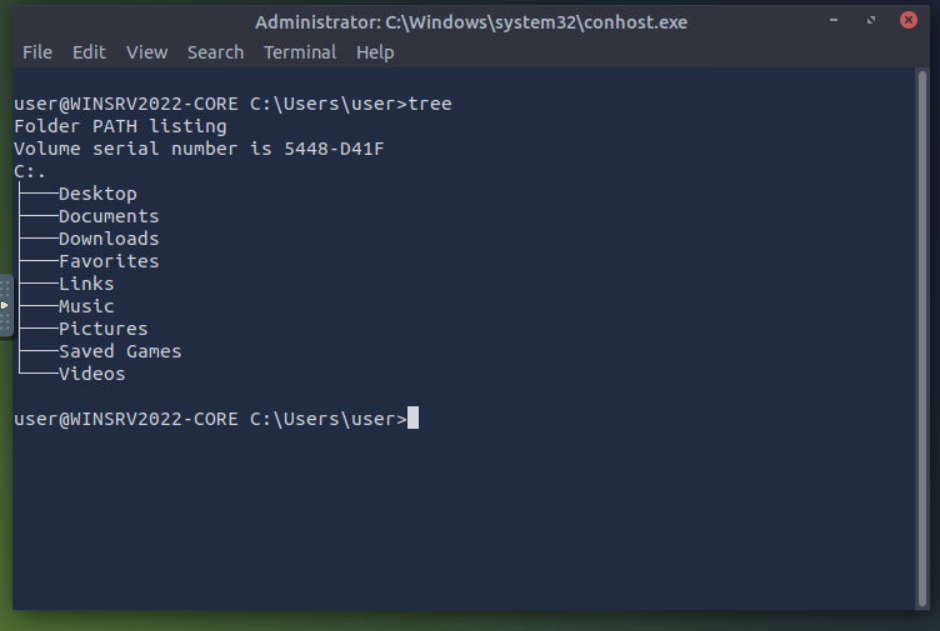 Administrator: C:\Windows\system32\conhost.exe
File Edit View Search Terminal Help
user@WINSRV2022-CORE C:\Users\user>tree
Folder PATH listing
Volume serial number is 5448-D41F
C:.
├───Desktop
├───Documents
├───Downloads
├───Favorites
├───Links
├───Music
├───Pictures
├───Saved Games
└───Videos
user@WINSRV2022-CORE C:\Users\user>